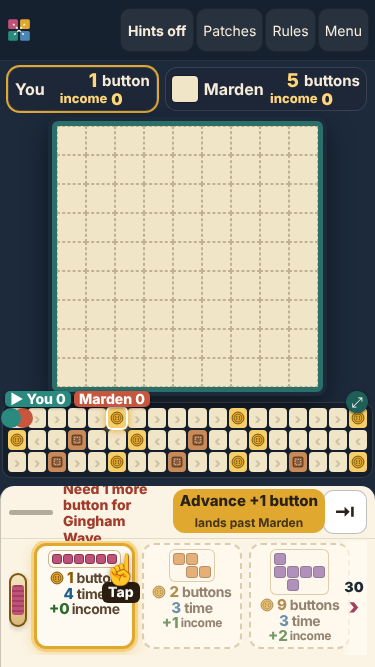 Hints off
Patches
Rules
Menu
You
1 button
income 0
Marden
5 buttons
income 0
▶ You 0
Marden 0
Need 1 more
button for
Gingham
Wave
Advance +1 button
lands past Marden
1 button
4 time
+0 income
Tap
2 buttons
3 time
+1 income
9 buttons
3 time
+2 income
30